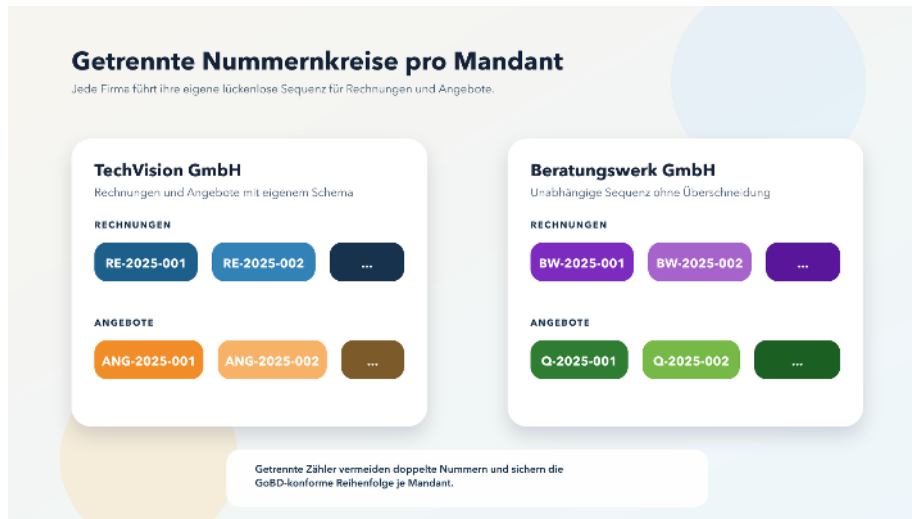 Getrennte Nummernkreise pro Mandant
Jede Firma führt ihre eigene lückenlose Sequenz für Rechnungen und Angebote.
TechVision GmbH
Rechnungen und Angebote mit eigenem Schema
RECHNUNGEN
RE-2025-001 RE-2025-002 ...
ANGEBOTE
ANG-2025-001 ANG-2025-002 ...
Beratungswerk GmbH
Unabhängige Sequenz ohne Überschneidung
RECHNUNGEN
BW-2025-001 BW-2025-002 ...
ANGEBOTE
Q-2025-001 Q-2025-002 ...
Getrennte Zähler vermeiden doppelte Nummern und sichern die
GoBD-konforme Reihenfolge je Mandant.